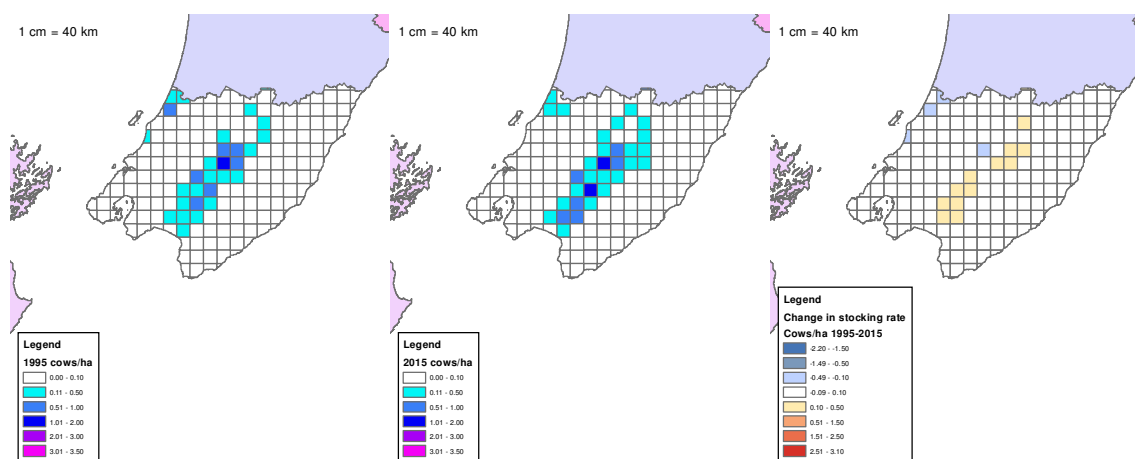 1 cm = 40 km
1 cm = 40 km
1 cm = 40 km
Legend
1995 cows/ha
0.00 - 0.10
0.11 - 0.50
0.51 - 1.00
1.01 - 2.00
2.01 - 3.00
3.01 - 3.50
Legend
2015 cows/ha
0.00 - 0.10
0.11 - 0.50
0.51 - 1.00
1.01 - 2.00
2.01 - 3.00
3.01 - 3.50
Legend
Change in stocking rate
Cows/ha 1995-2015
-2.20 - -1.50
-1.49 - -0.50
-0.49 - -0.10
-0.09 - 0.10
0.10 - 0.50
0.51 - 1.50
1.51 - 2.50
2.51 - 3.10